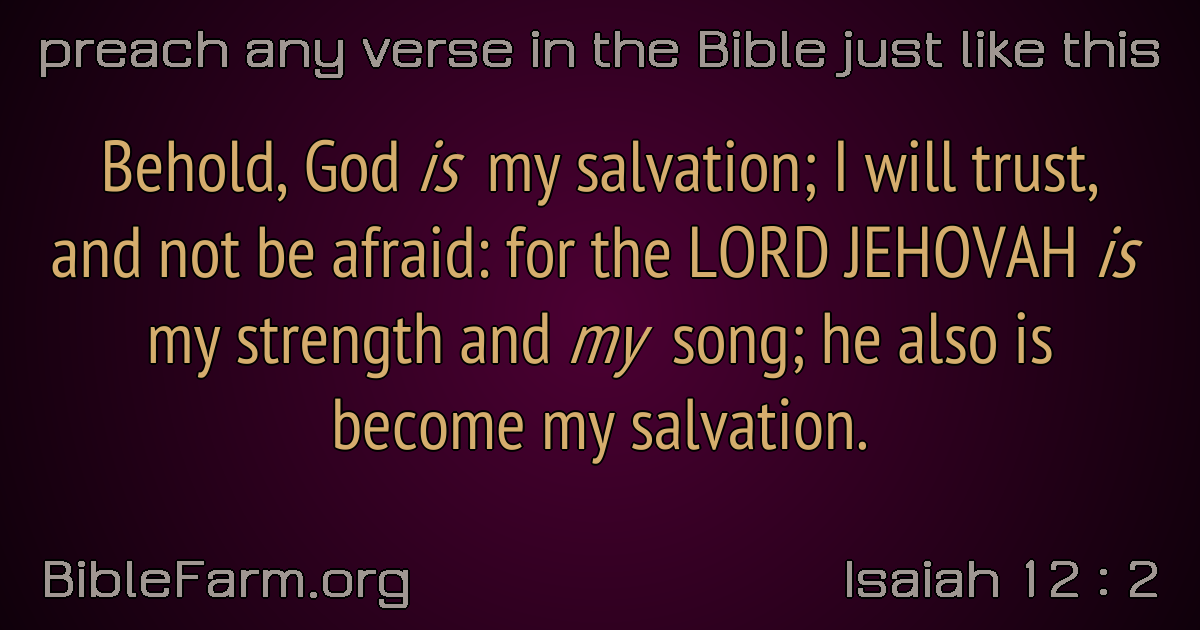 preach any verse in the Bible just like this
Behold, God is my salvation; I will trust,
and not be afraid: for the LORD JEHOVAH is
my strength and my song; he also is
become my salvation.
BibleFarm.org
Isaiah 12 : 2